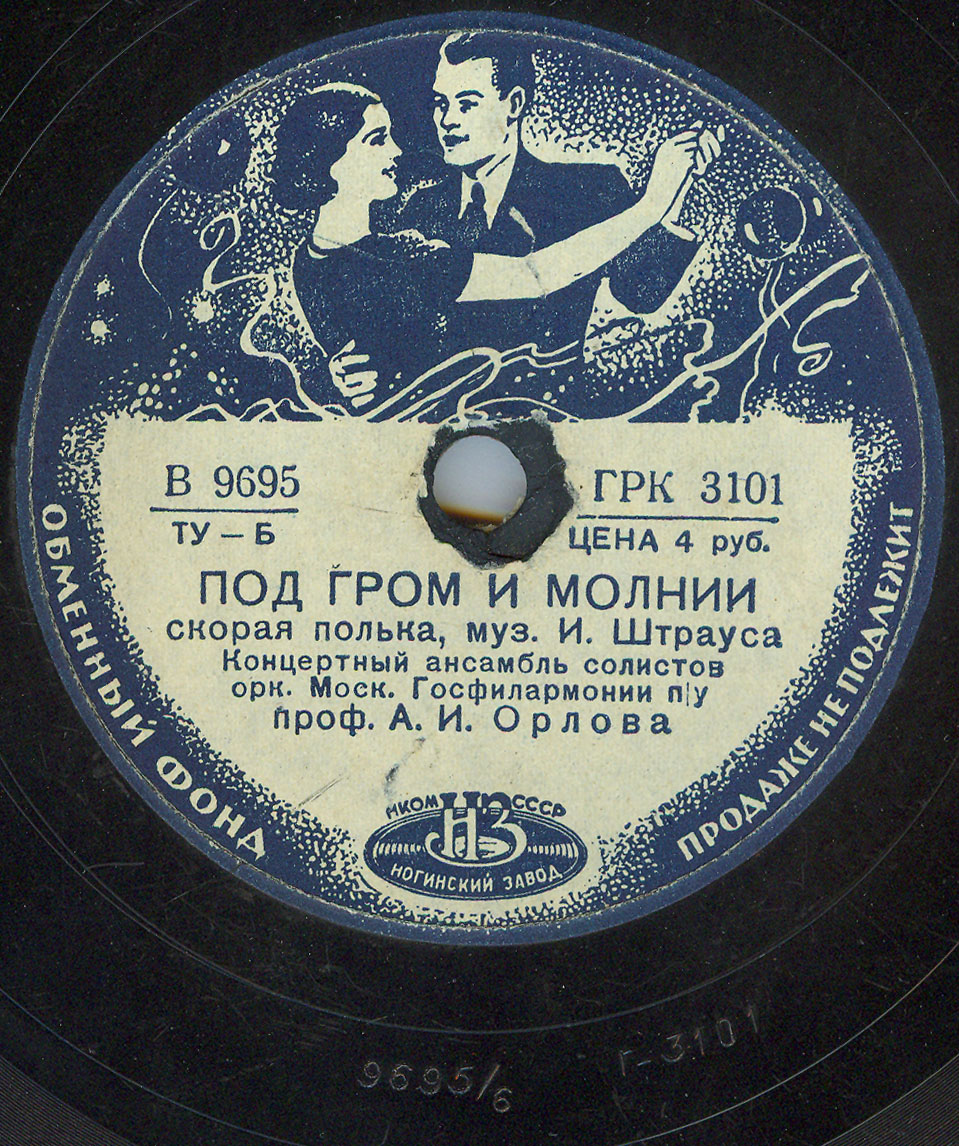 В 9695
ТУ – Б
ГРК 3101
ЦЕНА 4 руб.
ПОД ГРОМ И МОЛНИИ
скорая полька, муз. И. Штрауса
Концертный ансамбль солистов
орк. Моск. Госфилармонии п/у
проф. А. И. Орлова
НКОМ НЗ СССР
НОГИНСКИЙ ЗАВОД
ОБМЕННЫЙ ФОНД
ПРОДАЖЕ НЕ ПОДЛЕЖИТ
9695/6
Г-3101